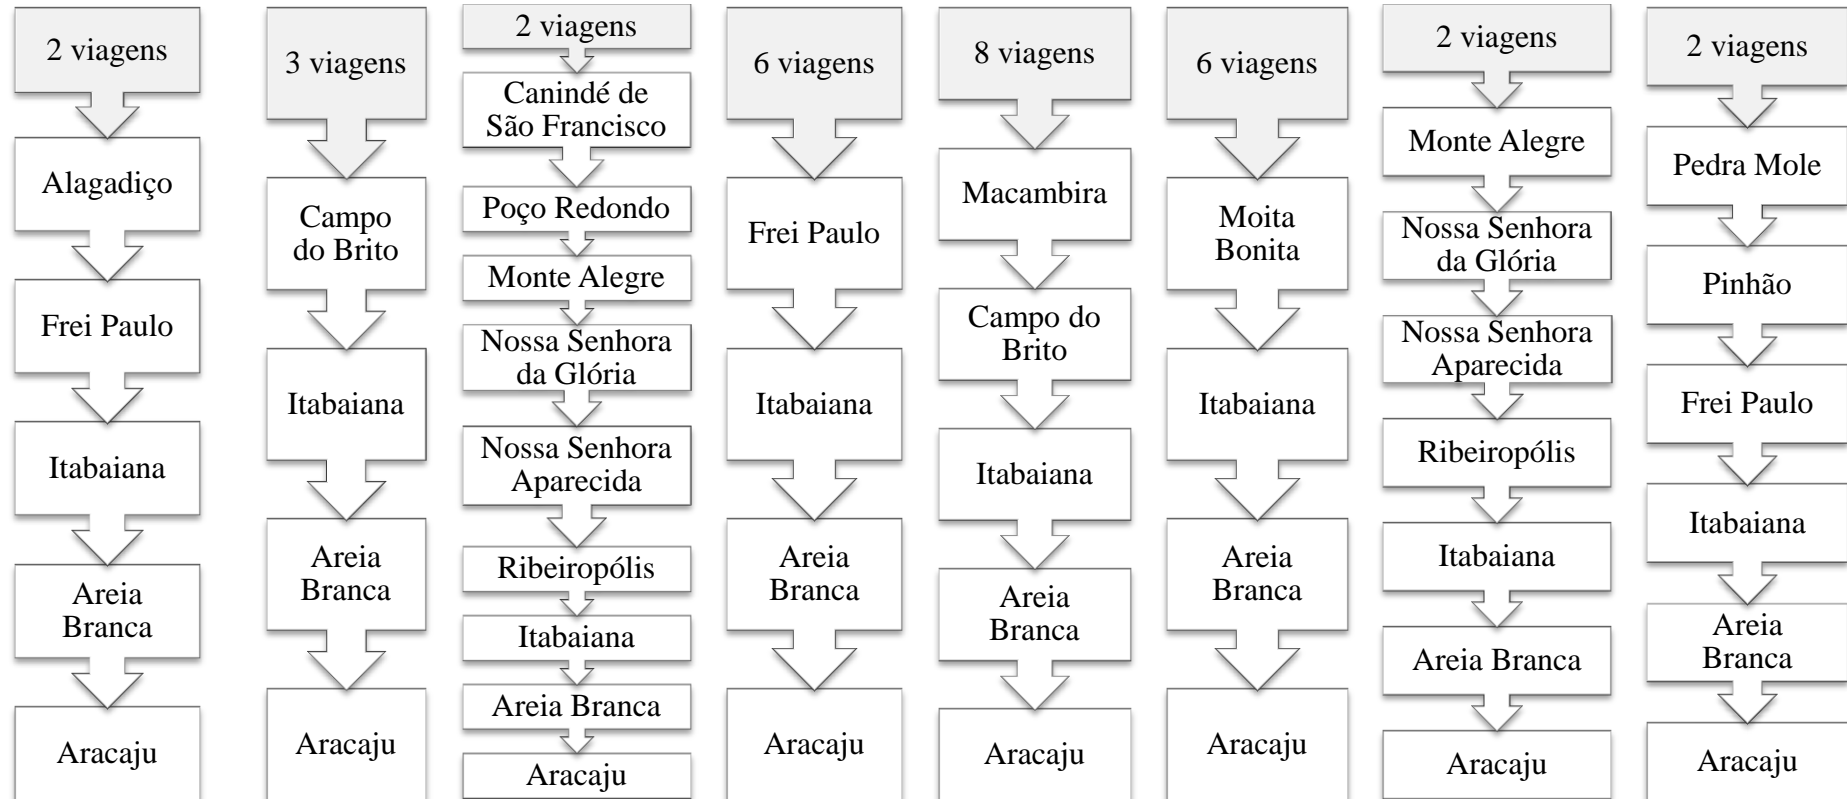 2 viagens
Alagadiço
Frei Paulo
Itabaiana
Areia
Branca
Aracaju
3 viagens
Campo
do Brito
Itabaiana
Areia
Branca
Aracaju
2 viagens
Canindé de
São Francisco
Poço Redondo
Monte Alegre
Nossa Senhora
da Glória
Nossa Senhora
Aparecida
Ribeiropólis
Itabaiana
Areia Branca
Aracaju
6 viagens
Frei Paulo
Itabaiana
Areia
Branca
Aracaju
8 viagens
Macambira
Campo do
Brito
Itabaiana
Areia
Branca
Aracaju
6 viagens
Moita
Bonita
Itabaiana
Areia
Branca
Aracaju
2 viagens
Monte Alegre
Nossa Senhora
da Glória
Nossa Senhora
Aparecida
Ribeiropólis
Itabaiana
Areia Branca
Aracaju
2 viagens
Pedra Mole
Pinhão
Frei Paulo
Itabaiana
Areia
Branca
Aracaju